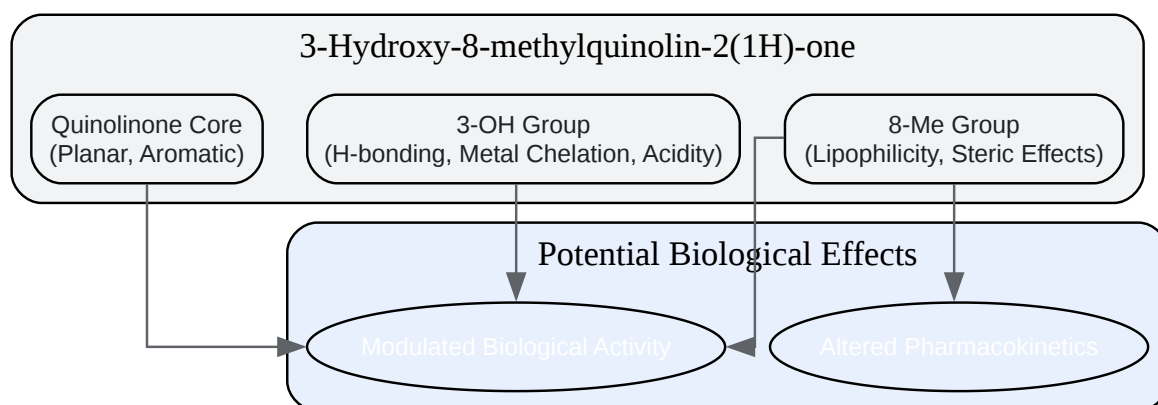 3-Hydroxy-8-methylquinolin-2(1H)-one
Quinolinone Core
(Planar, Aromatic)
3-OH Group
(H-bonding, Metal Chelation, Acidity)
8-Me Group
(Lipophilicity, Steric Effects)
Potential Biological Effects
Modulated Biological Activity
Altered Pharmacokinetics